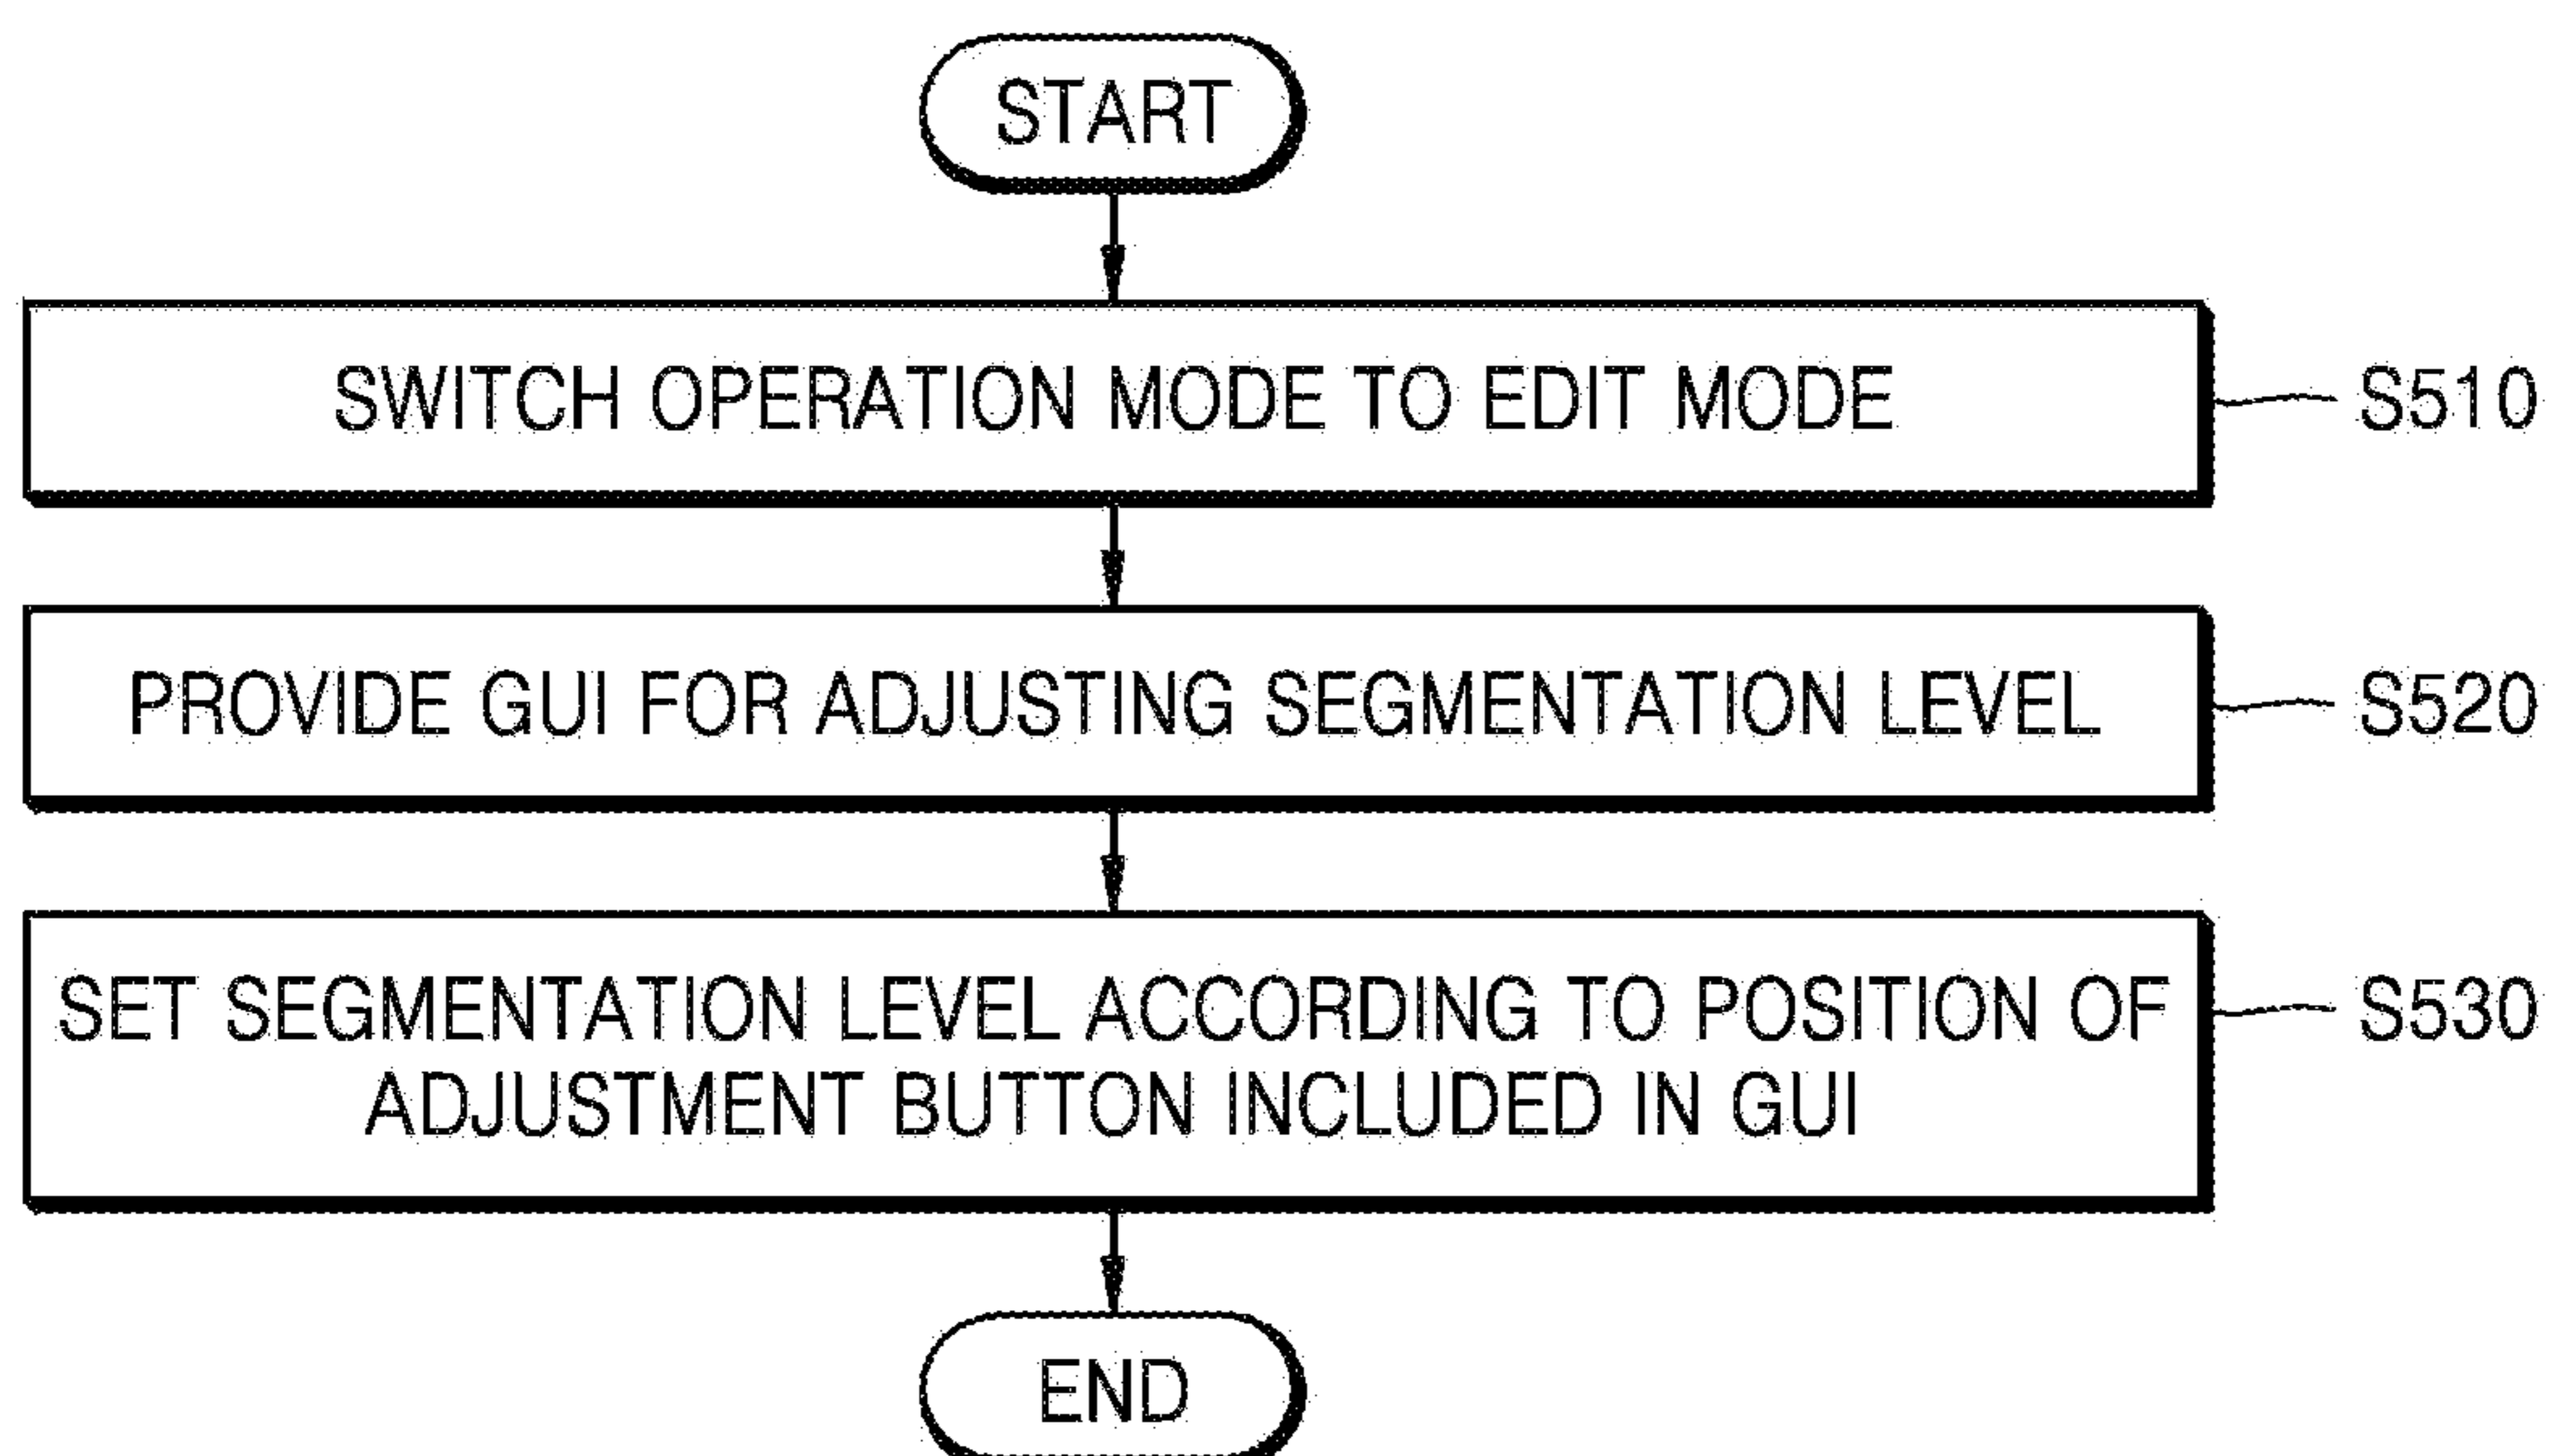 START
SWITCH OPERATION MODE TO EDIT MODE
S510
PROVIDE GUI FOR ADJUSTING SEGMENTATION LEVEL
S520
SET SEGMENTATION LEVEL ACCORDING TO POSITION OF
ADJUSTMENT BUTTON INCLUDED IN GUI
S530
END